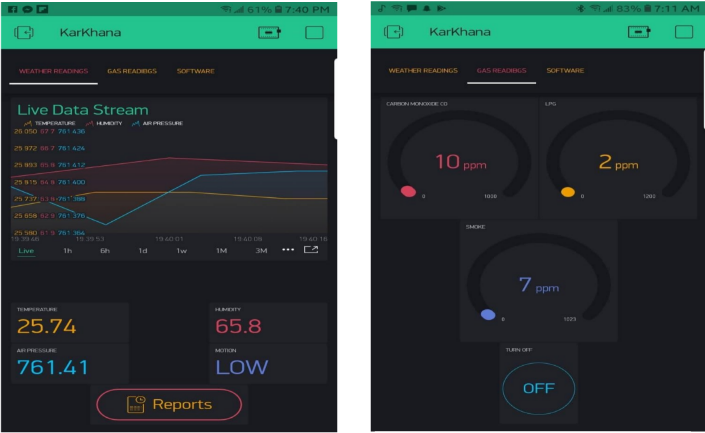 61% 7:40 PM
KarKhana
WEATHER READINGS GAS READIBGS SOFTWARE
Live Data Stream
TEMPERATURE HUMIDITY AIR PRESSURE
26.050 67.7 761.436
25.972 66.7 761.424
25.893 65.8 761.412
25.815 64.8 761.400
25.737 63.8 761.388
25.658 62.9 761.376
25.580 61.9 761.364
19:39:46 19:39:53 19:40:01 19:40:09 19:40:16
Live 1h 6h 1d 1w 1M 3M
TEMPERATURE HUMIDITY
25.74 65.8
AIR PRESSURE MOTION
761.41 LOW
Reports
83% 7:11 AM
KarKhana
WEATHER READINGS GAS READIBGS SOFTWARE
CARBON MONOXIDE CO LPG
10 ppm 2 ppm
0 1000 0 1200
SMOKE
7 ppm
0 1023
TURN OFF
OFF